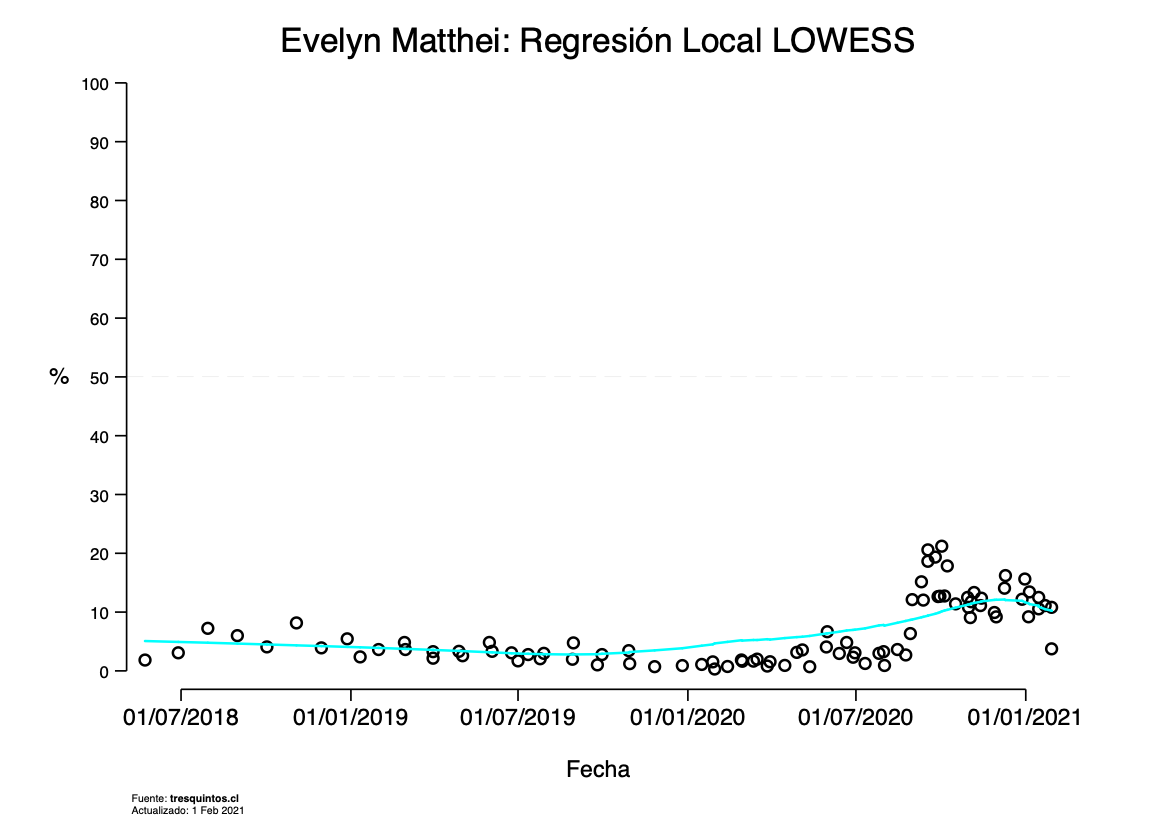 Evelyn Matthei: Regresión Local LOWESS
100
90
80
70
60
%
50
40
30
20
10
0
01/07/2018 01/01/2019 01/07/2019 01/01/2020 01/07/2020 01/01/2021
Fecha
Fuente: tresquintos.cl
Actualizado: 1 Feb 2021